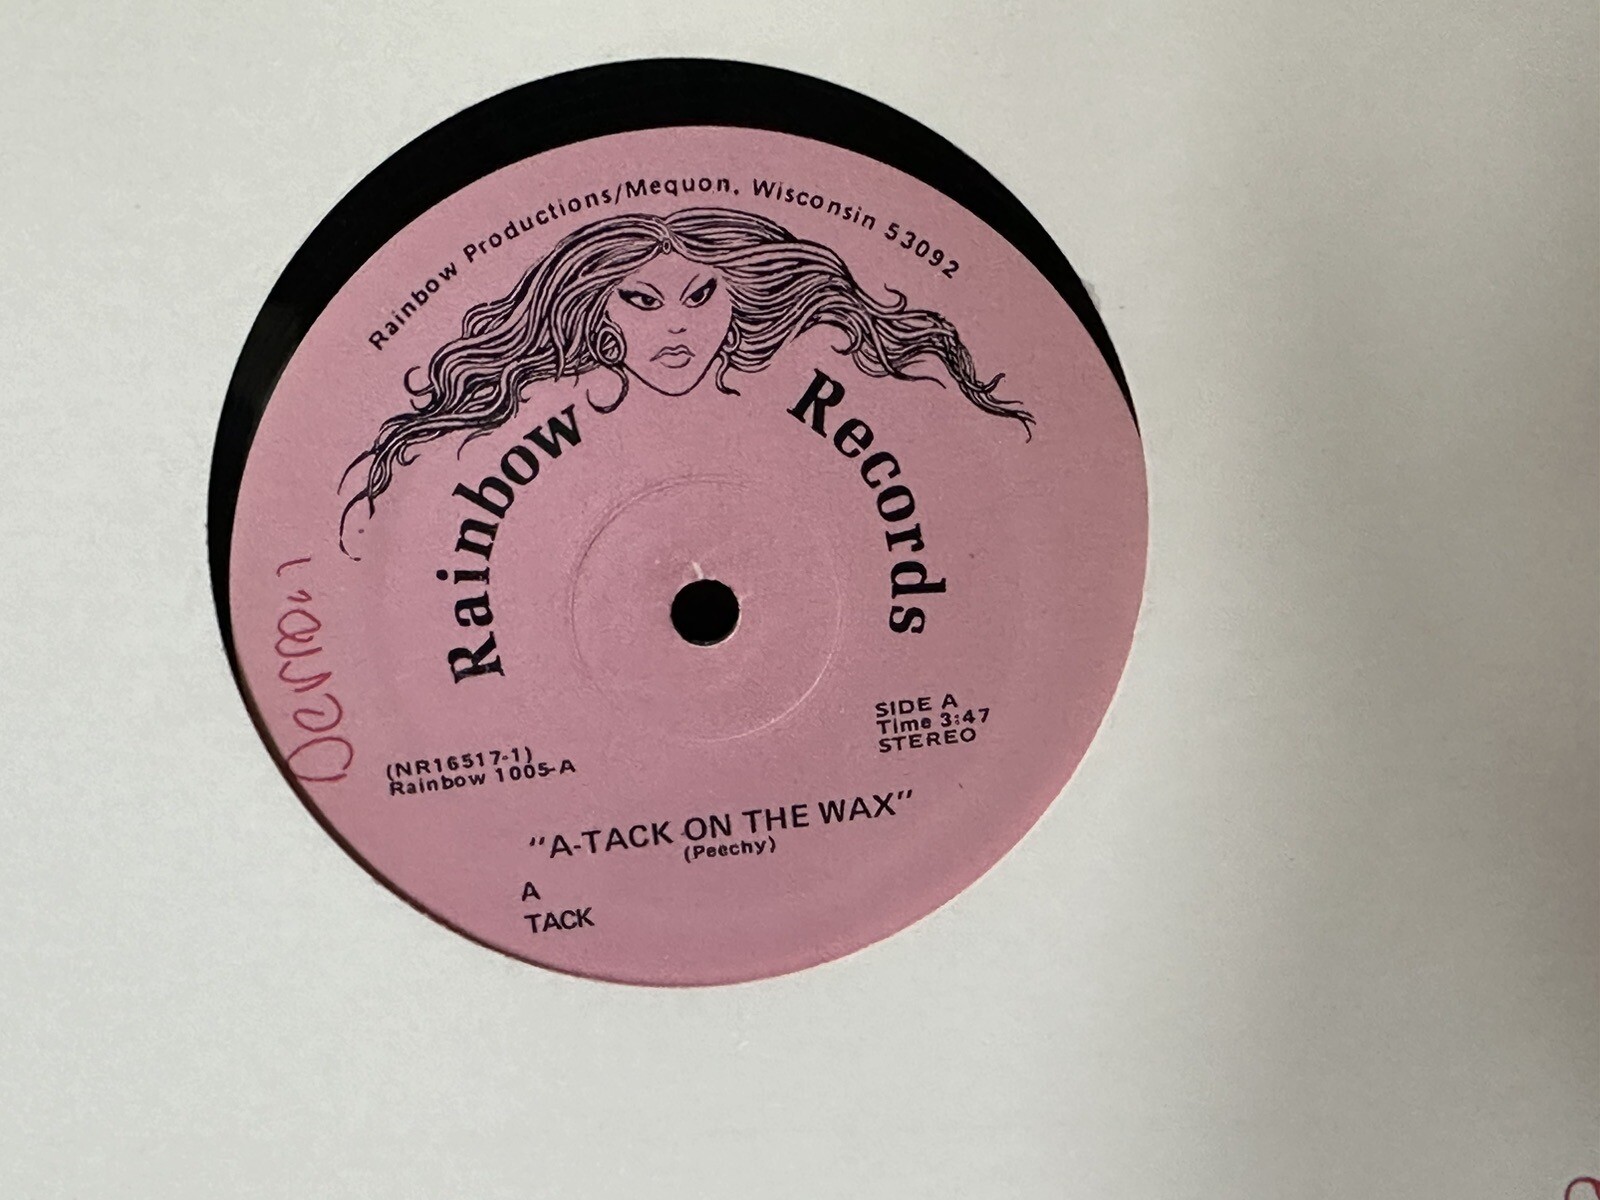 Rainbow Productions/Mequon, Wisconsin 53092
Rainbow Records
(NR16517-1)
Rainbow 1005-A
SIDE A
Time 3:47
STEREO
"A-TACK ON THE WAX"
(Peechy)
A
TACK